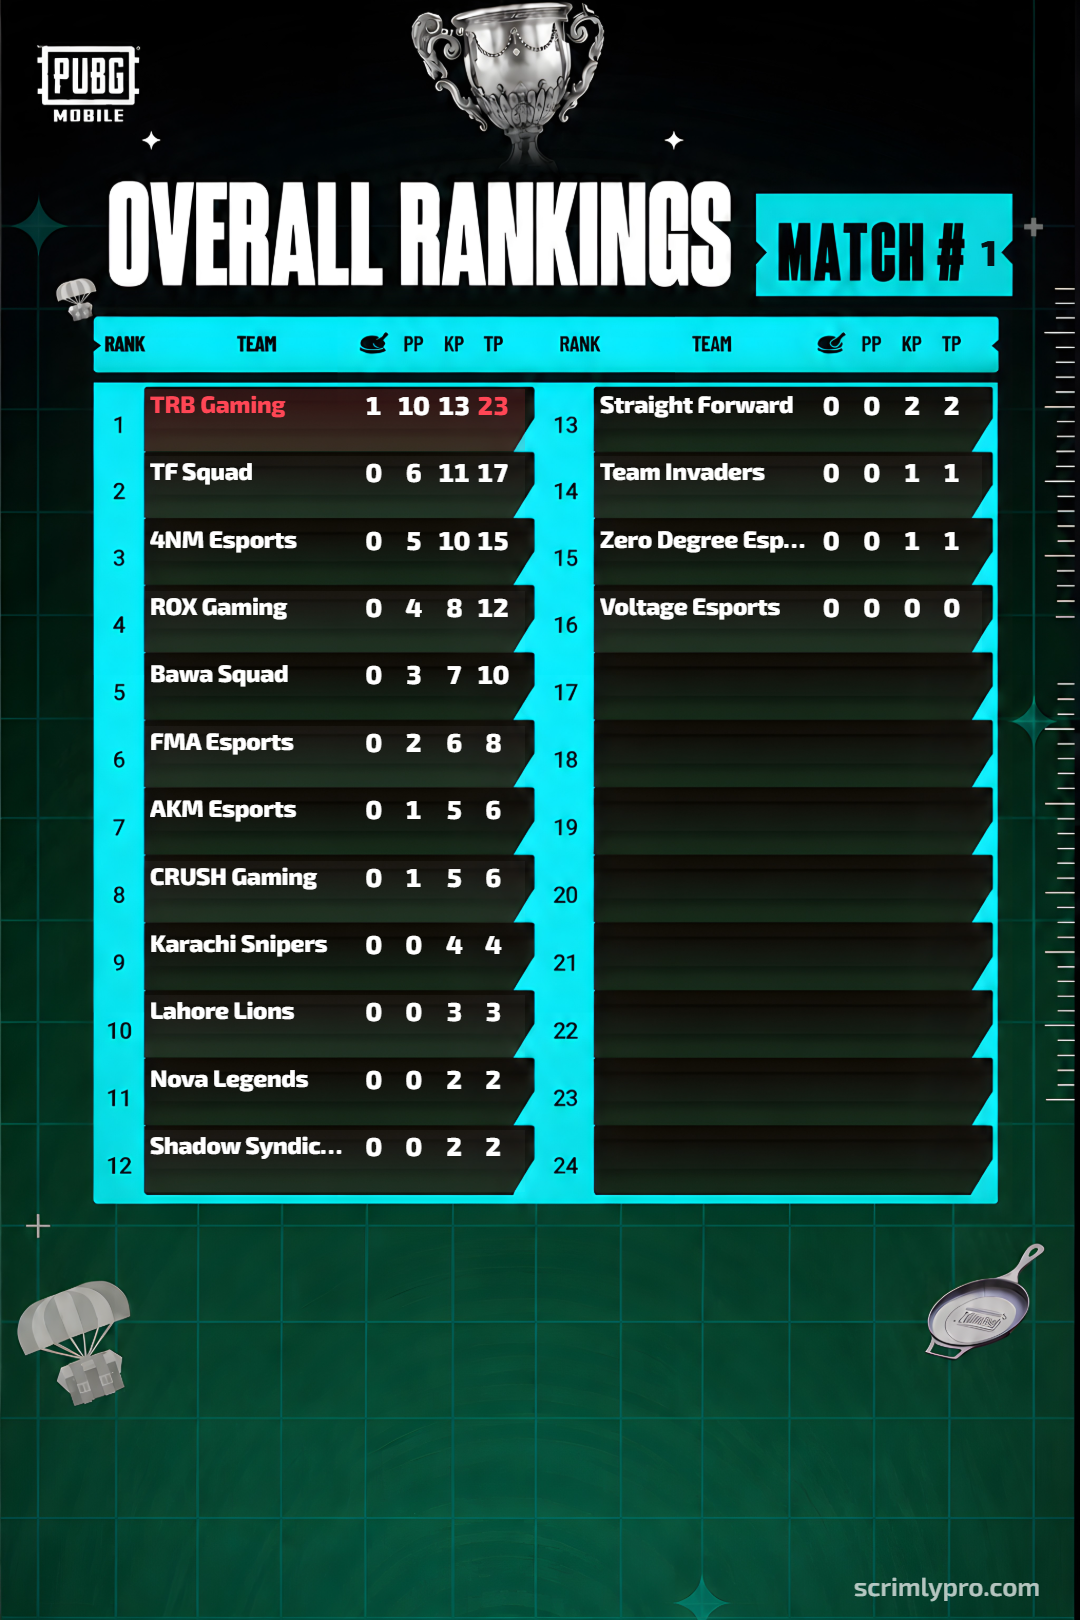 PUBG
MOBILE
OVERALL RANKINGS
MATCH # 1
RANK TEAM PP KP TP RANK TEAM PP KP TP
1 TRB Gaming 1 10 13 23
2 TF Squad 0 6 11 17
3 4NM Esports 0 5 10 15
4 ROX Gaming 0 4 8 12
5 Bawa Squad 0 3 7 10
6 FMA Esports 0 2 6 8
7 AKM Esports 0 1 5 6
8 CRUSH Gaming 0 1 5 6
9 Karachi Snipers 0 0 4 4
10 Lahore Lions 0 0 3 3
11 Nova Legends 0 0 2 2
12 Shadow Syndic... 0 0 2 2
13 Straight Forward 0 0 2 2
14 Team Invaders 0 0 1 1
15 Zero Degree Esp... 0 0 1 1
16 Voltage Esports 0 0 0 0
17
18
19
20
21
22
23
24
scrimlypro.com